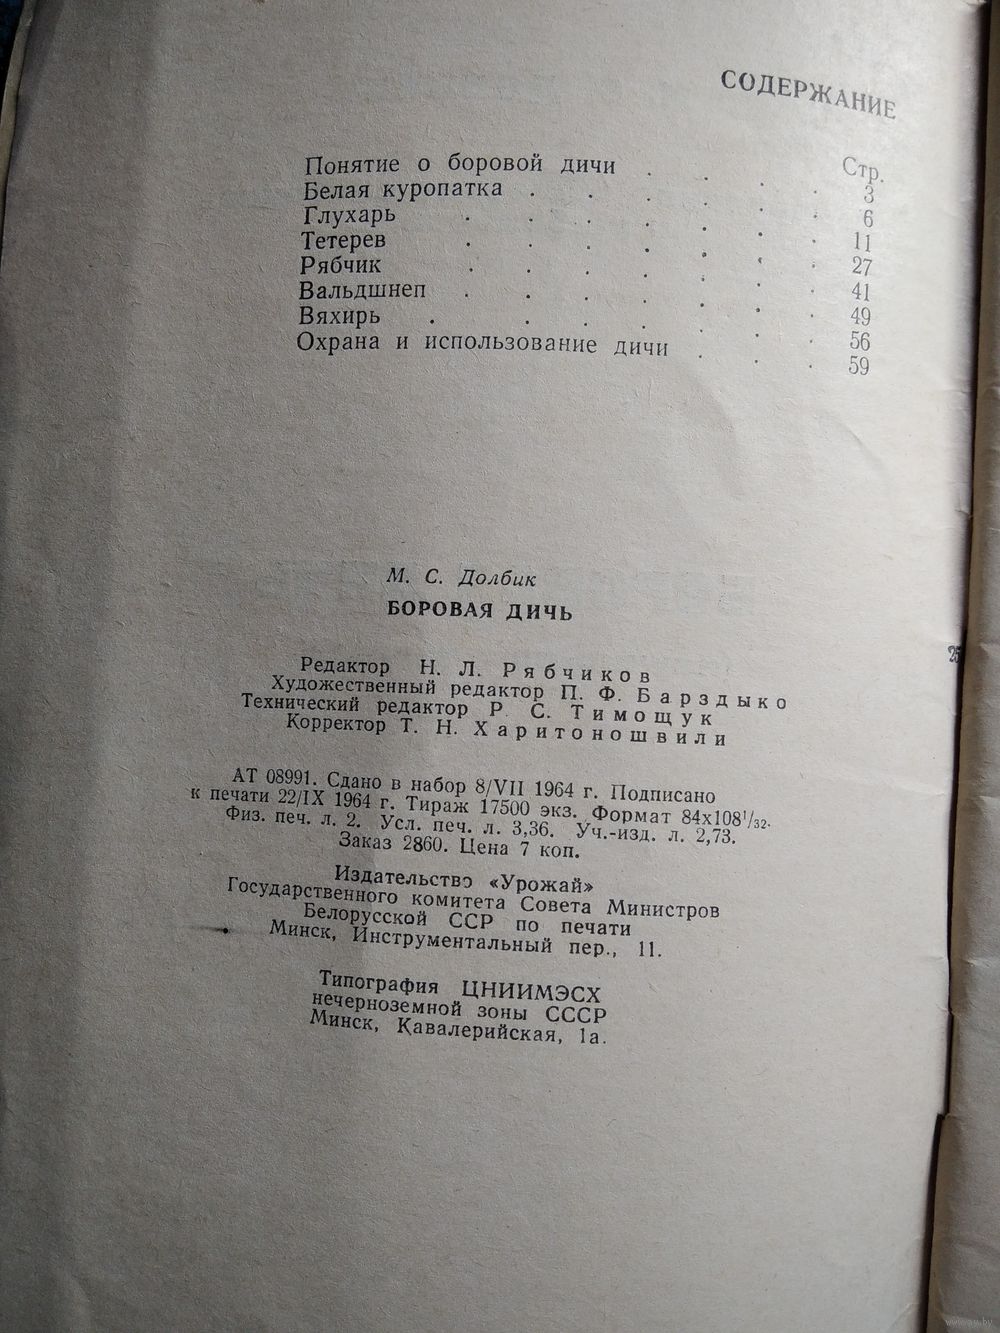 СОДЕРЖАНИЕ
Стр.
Понятие о боровой дичи . . . . 3
Белая куропатка . . . . . . 6
Глухарь . . . . . . . 11
Тетерев . . . . . . . 27
Рябчик . . . . . . . 41
Вальдшнеп . . . . . . . 49
Вяхирь . . . . . . . 56
Охрана и использование дичи . . . 59
М. С. Долбик
БОРОВАЯ ДИЧЬ
Редактор Н. Л. Рябчиков
Художественный редактор П. Ф. Барздыко
Технический редактор Р. С. Тимощук
Корректор Т. Н. Харитоношвили
АТ 08991. Сдано в набор 8/VII 1964 г. Подписано
к печати 22/IX 1964 г. Тираж 17500 экз. Формат 84х108¹/₃₂.
Физ. печ. л. 2. Усл. печ. л. 3,36. Уч.-изд. л. 2,73.
Заказ 2860. Цена 7 коп.
Издательство «Урожай»
Государственного комитета Совета Министров
Белорусской ССР по печати
Минск, Инструментальный пер., 11.
Типография ЦНИИМЭСХ
нечерноземной зоны СССР
Минск, Кавалерийская, 1а.
www.ay.by